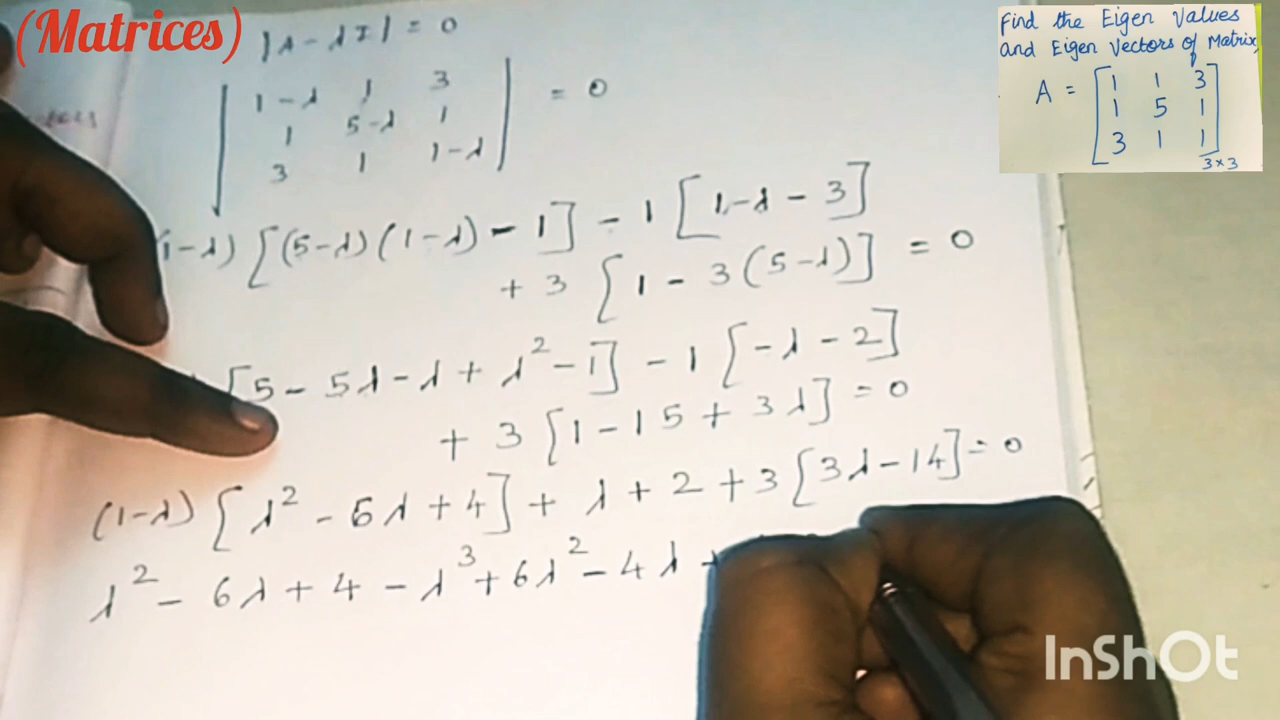 (Matrices)
|A - λI| = 0
| 1-λ 1 3 |
| 1 5-λ 1 | = 0
| 3 1 1-λ |
1-λ) [(5-λ)(1-λ) - 1] - 1 [1-λ - 3]
+ 3 [1 - 3(5-λ)] = 0
[5 - 5λ - λ + λ² - 1] - 1 [-λ - 2]
+ 3 [1 - 15 + 3λ] = 0
(1-λ) [λ² - 6λ + 4] + λ + 2 + 3 [3λ - 14] = 0
λ² - 6λ + 4 - λ³ + 6λ² - 4λ +
Find the Eigen Values
and Eigen Vectors of Matrix,
A = [ 1 1 3
1 5 1
3 1 1 ]
3×3
InShOt